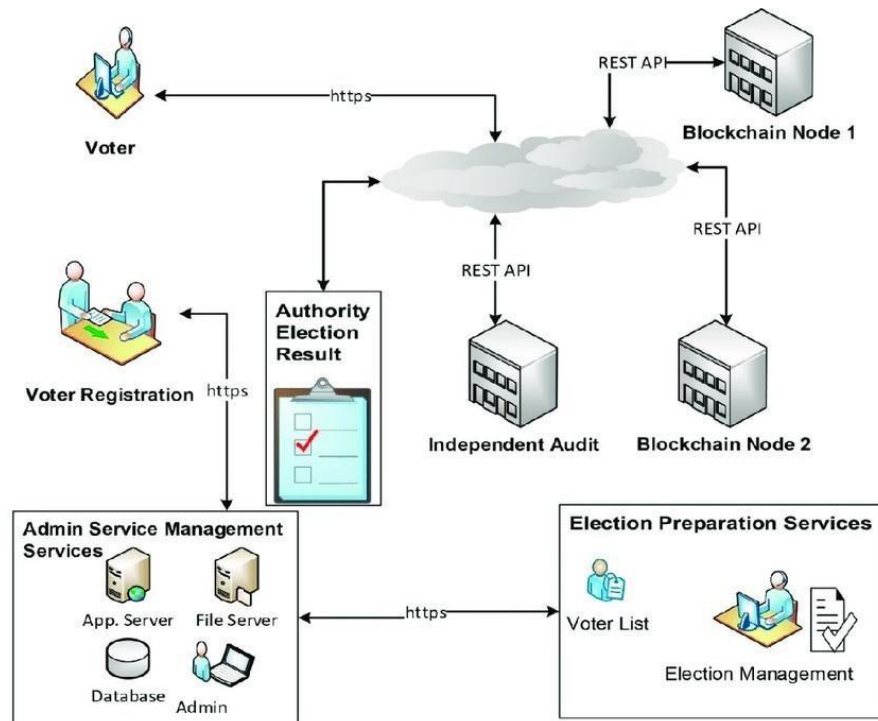 REST API
https
Voter
Blockchain Node 1
REST API
REST API
Authority
Election
Result
Voter Registration
https
Independent Audit
Blockchain Node 2
Admin Service Management
Services
App. Server
File Server
Database
Admin
https
Election Preparation Services
Voter List
Election Management